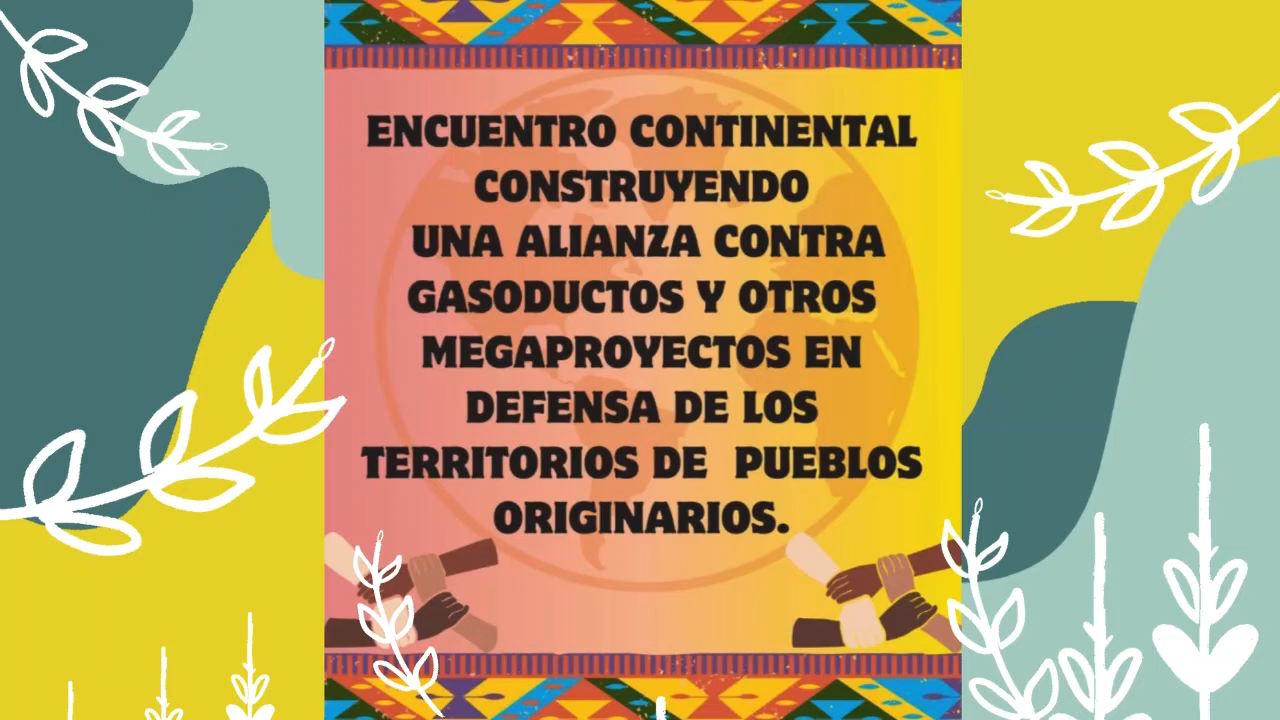 ENCUENTRO CONTINENTAL
CONSTRUYENDO
UNA ALIANZA CONTRA
GASODUCTOS Y OTROS
MEGAPROYECTOS EN
DEFENSA DE LOS
TERRITORIOS DE PUEBLOS
ORIGINARIOS.